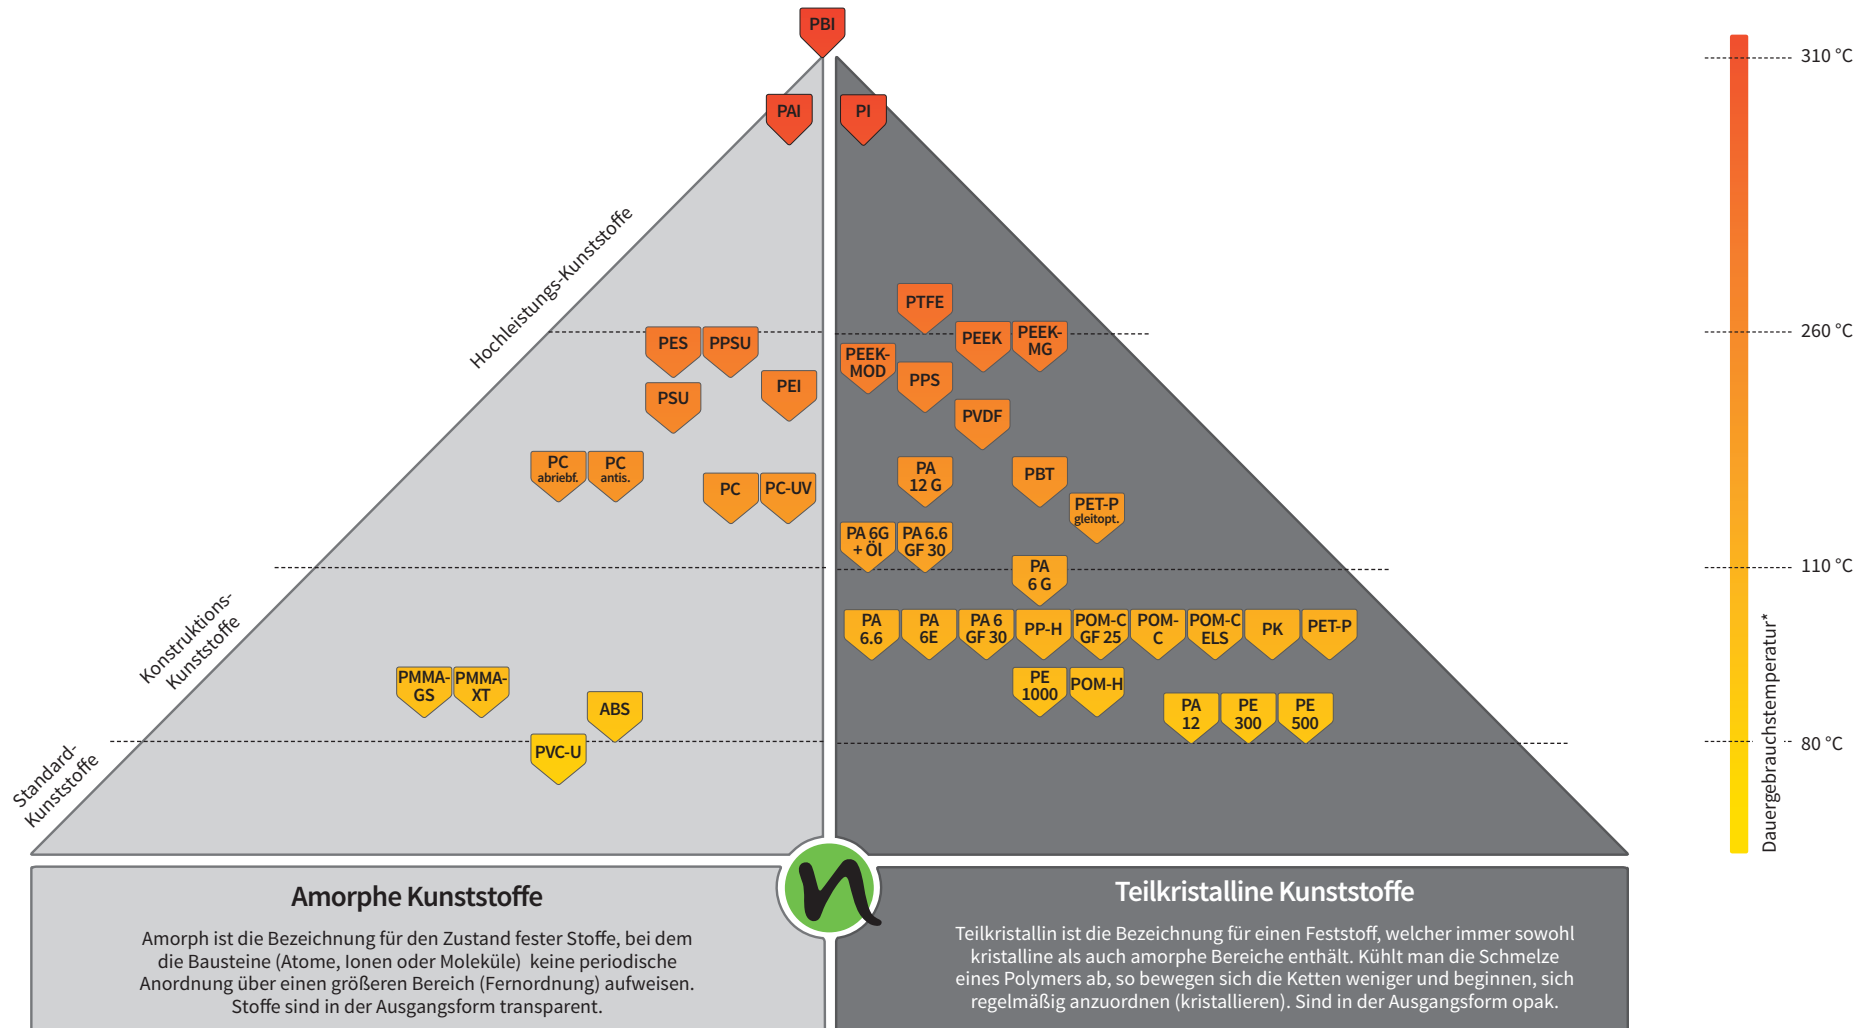 PBI
310 °C
PAI
PI
Hochleistungs-Kunststoffe
PTFE
260 °C
PES
PPSU
PEEK
PEEK-
MG
PEEK-
MOD
PPS
PEI
PSU
PVDF
PC
abriebf.
PC
antis.
PC
PC-UV
PA
12 G
PBT
PET-P
gleitopt.
PA 6G
+ Öl
PA 6.6
GF 30
110 °C
PA
6 G
Konstruktions-
Kunststoffe
PA
6.6
PA
6E
PA 6
GF 30
PP-H
POM-C
GF 25
POM-
C
POM-C
ELS
PK
PET-P
PMMA-
GS
PMMA-
XT
ABS
PE
1000
POM-H
PA
12
PE
300
PE
500
80 °C
PVC-U
Standard-
Kunststoffe
Dauergebrauchstemperatur*
n
Amorphe Kunststoffe
Amorph ist die Bezeichnung für den Zustand fester Stoffe, bei dem
die Bausteine (Atome, Ionen oder Moleküle) keine periodische
Anordnung über einen größeren Bereich (Fernordnung) aufweisen.
Stoffe sind in der Ausgangsform transparent.
Teilkristalline Kunststoffe
Teilkristallin ist die Bezeichnung für einen Feststoff, welcher immer sowohl
kristalline als auch amorphe Bereiche enthält. Kühlt man die Schmelze
eines Polymers ab, so bewegen sich die Ketten weniger und beginnen, sich
regelmäßig anzuordnen (kristallieren). Sind in der Ausgangsform opak.